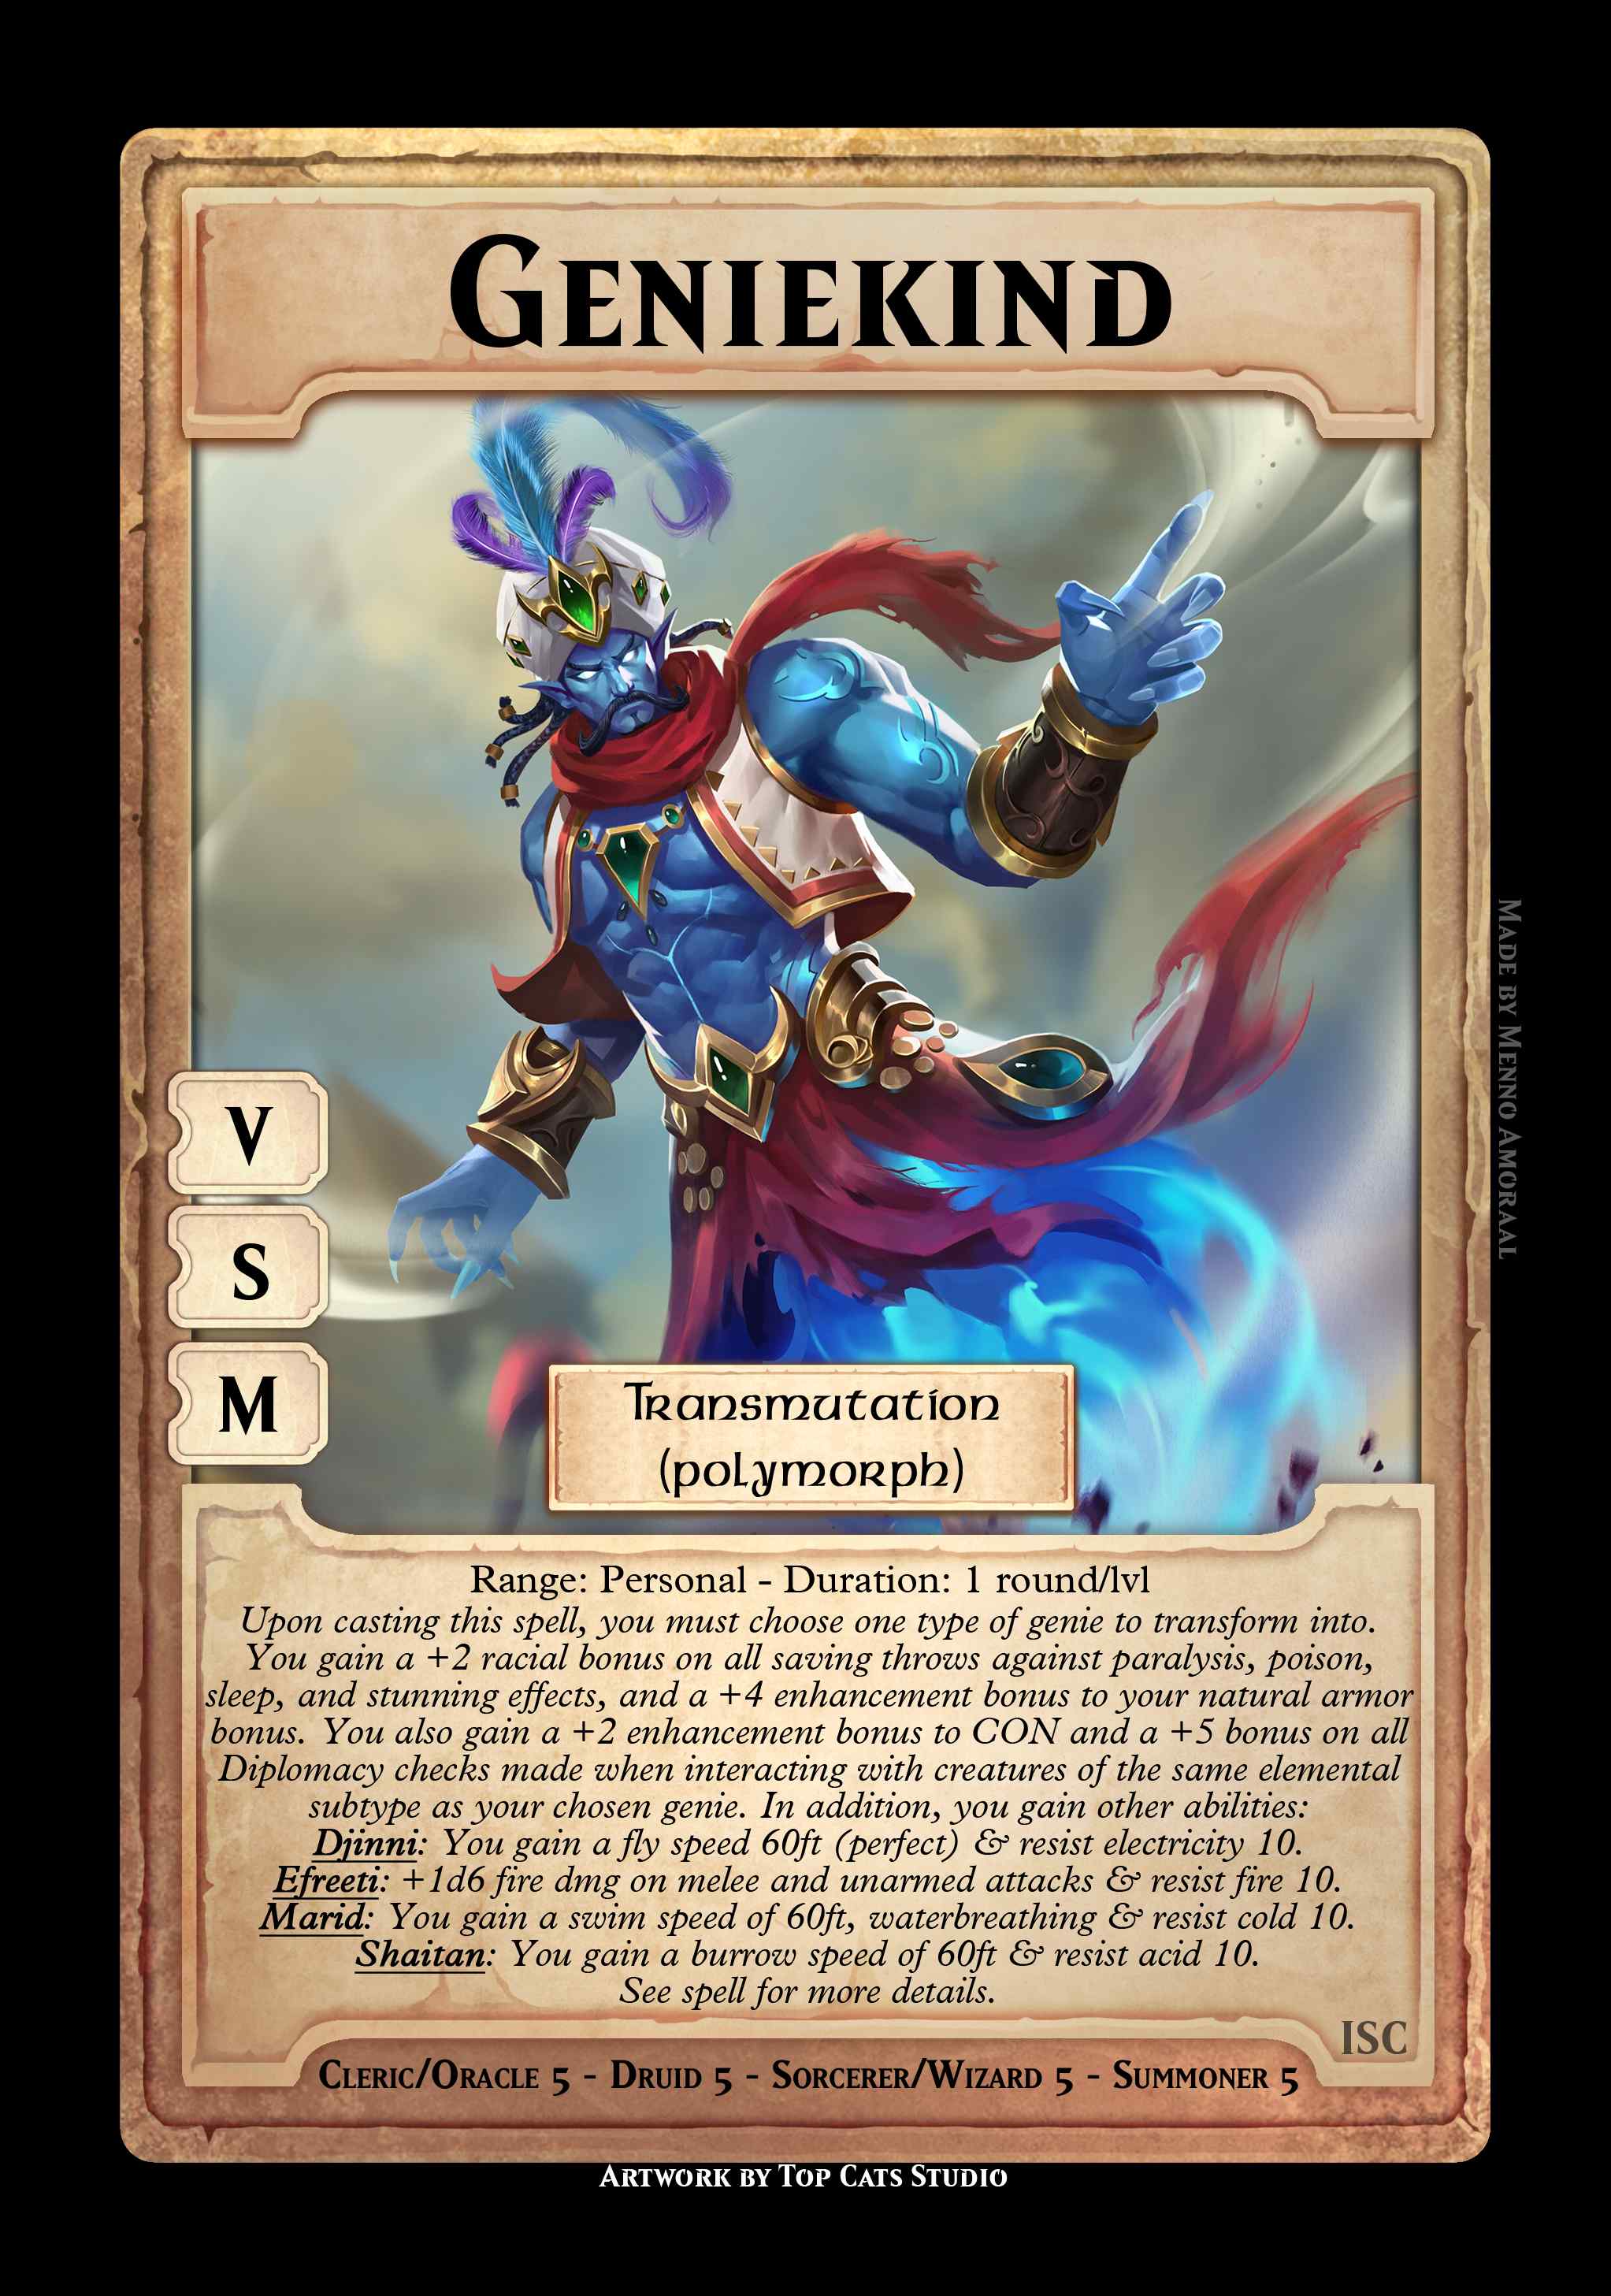 Geniekind
V
S
M
Transmutation
(polymorph)
Range: Personal - Duration: 1 round/lvl
Upon casting this spell, you must choose one type of genie to transform into.
You gain a +2 racial bonus on all saving throws against paralysis, poison,
sleep, and stunning effects, and a +4 enhancement bonus to your natural armor
bonus. You also gain a +2 enhancement bonus to CON and a +5 bonus on all
Diplomacy checks made when interacting with creatures of the same elemental
subtype as your chosen genie. In addition, you gain other abilities:
Djinni: You gain a fly speed 60ft (perfect) & resist electricity 10.
Efreeti: +1d6 fire dmg on melee and unarmed attacks & resist fire 10.
Marid: You gain a swim speed of 60ft, waterbreathing & resist cold 10.
Shaitan: You gain a burrow speed of 60ft & resist acid 10.
See spell for more details.
ISC
Cleric/Oracle 5 - Druid 5 - Sorcerer/Wizard 5 - Summoner 5
Artwork by Top Cats Studio
Made by Menno Amoraal